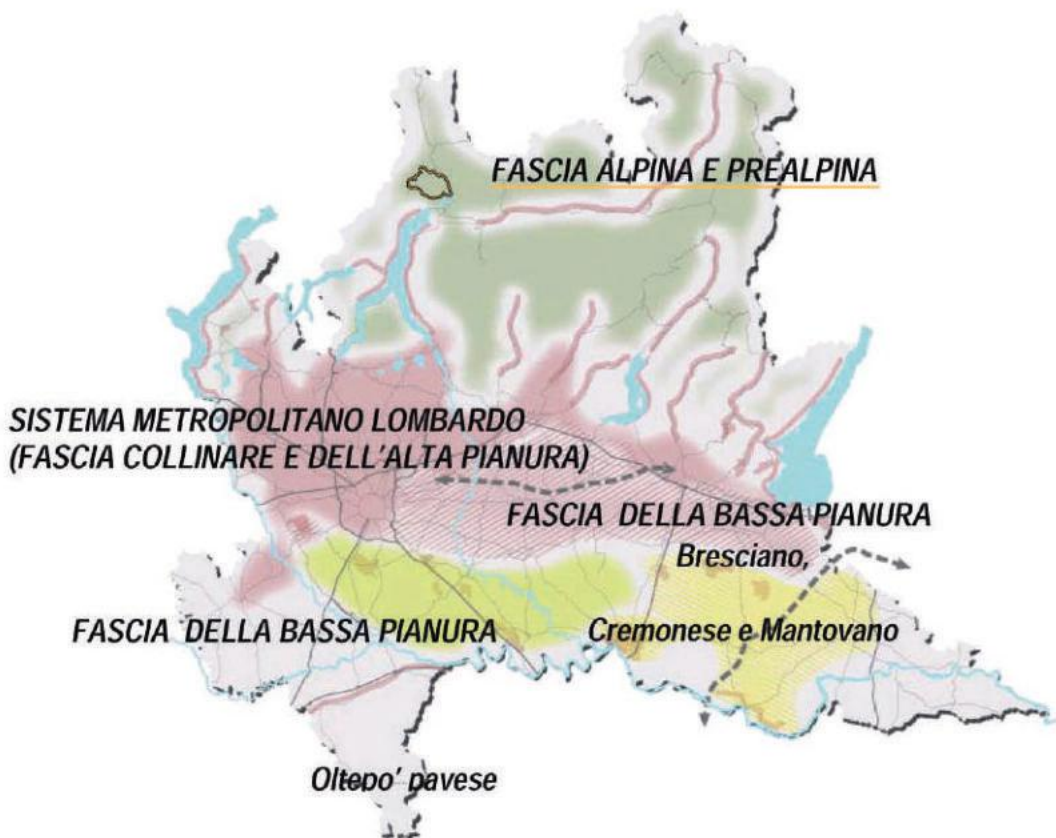 FASCIA ALPINA E PREALPINA
SISTEMA METROPOLITANO LOMBARDO
(FASCIA COLLINARE E DELL'ALTA PIANURA)
FASCIA DELLA BASSA PIANURA
Bresciano,
FASCIA DELLA BASSA PIANURA
Cremonese e Mantovano
Oltepo' pavese